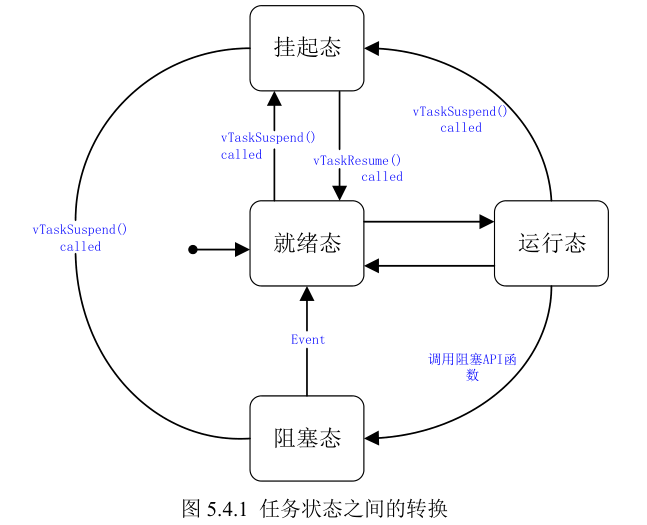 挂起态
vTaskSuspend()
called
vTaskSuspend()
called
vTaskResume()
called
vTaskSuspend()
called
就绪态
运行态
Event
调用阻塞API函
数
阻塞态
图 5.4.1 任务状态之间的转换